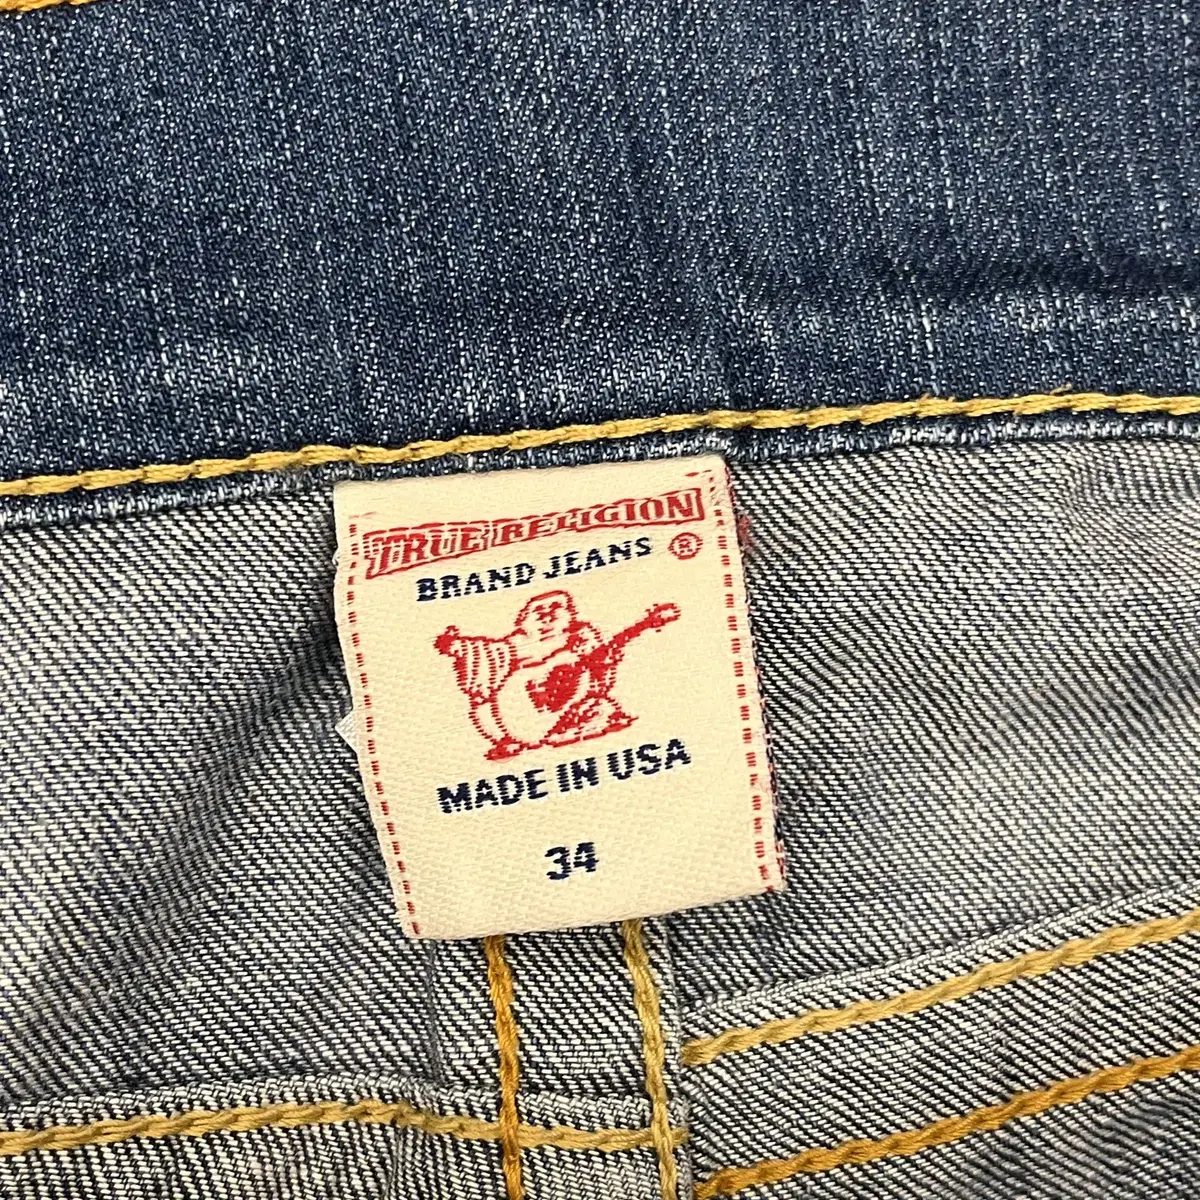 TRUE RELIGION
BRAND JEANS ®
MADE IN USA
34